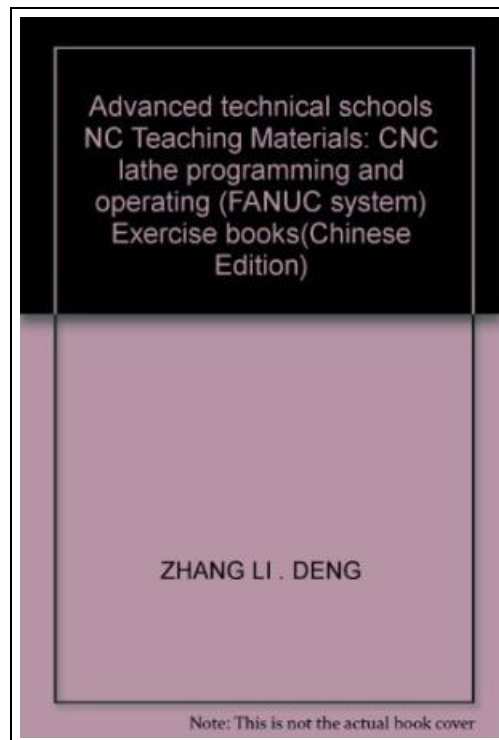 Advanced technical schools
NC Teaching Materials: CNC
lathe programming and
operating (FANUC system)
Exercise books(Chinese
Edition)
ZHANG LI . DENG
Note: This is not the actual book cover